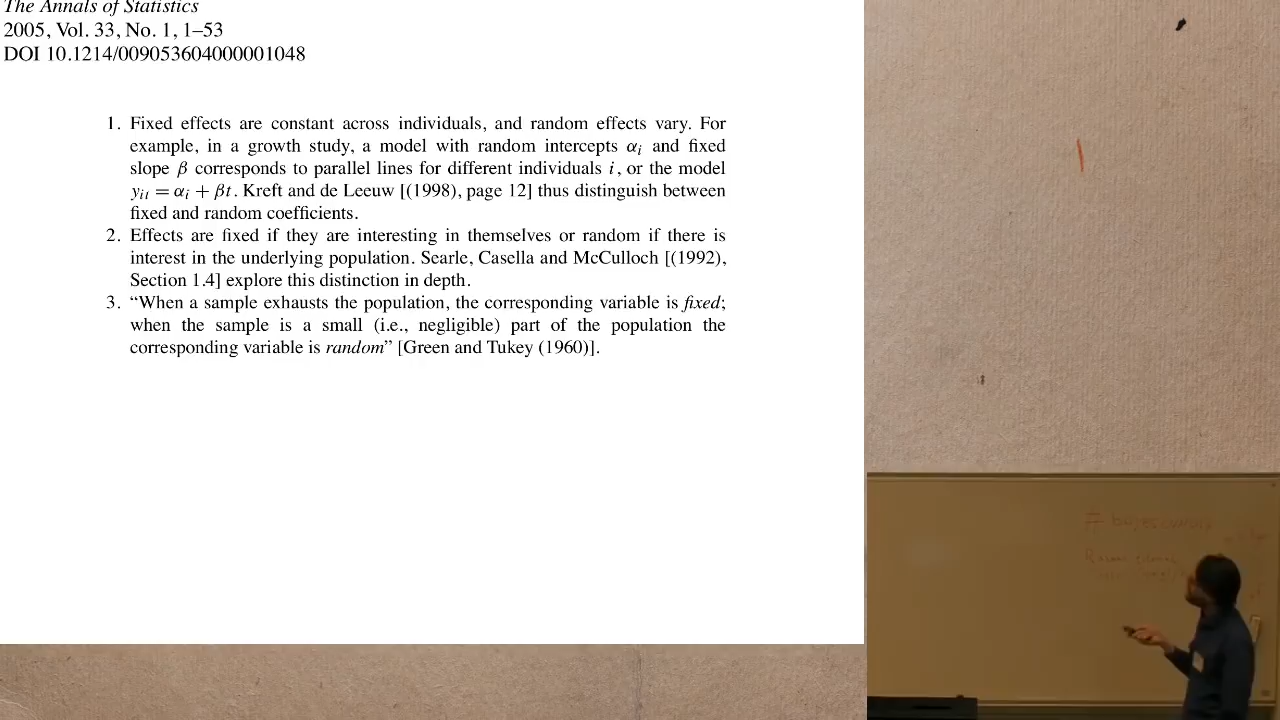 The Annals of Statistics
2005, Vol. 33, No. 1, 1–53
DOI 10.1214/009053604000001048
1. Fixed effects are constant across individuals, and random effects vary. For
example, in a growth study, a model with random intercepts αi and fixed
slope β corresponds to parallel lines for different individuals i, or the model
yit = αi + βt. Kreft and de Leeuw [(1998), page 12] thus distinguish between
fixed and random coefficients.
2. Effects are fixed if they are interesting in themselves or random if there is
interest in the underlying population. Searle, Casella and McCulloch [(1992),
Section 1.4] explore this distinction in depth.
3. “When a sample exhausts the population, the corresponding variable is fixed;
when the sample is a small (i.e., negligible) part of the population the
corresponding variable is random” [Green and Tukey (1960)].